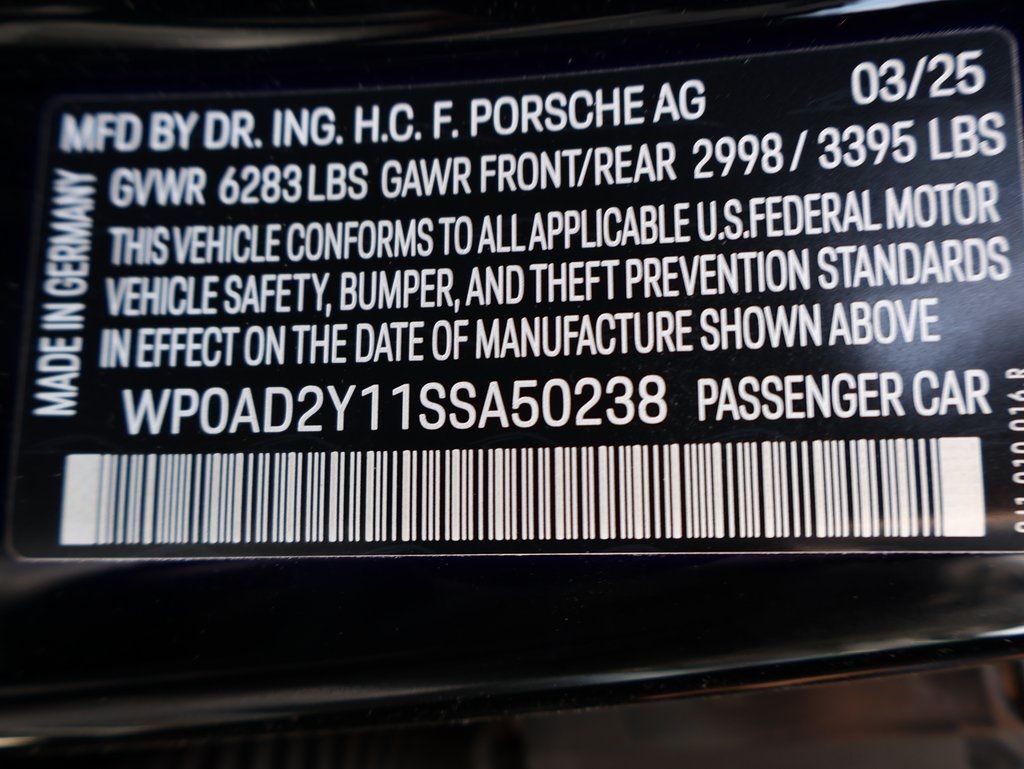 03/25
MFD BY DR. ING. H.C. F. PORSCHE AG
GVWR 6283 LBS GAWR FRONT/REAR 2998 / 3395 LBS
THIS VEHICLE CONFORMS TO ALL APPLICABLE U.S.FEDERAL MOTOR
VEHICLE SAFETY, BUMPER, AND THEFT PREVENTION STANDARDS
IN EFFECT ON THE DATE OF MANUFACTURE SHOWN ABOVE
WP0AD2Y11SSA50238 PASSENGER CAR
MADE IN GERMANY